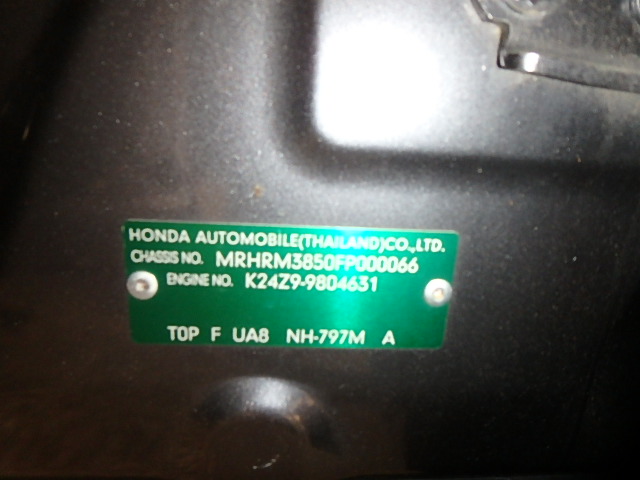 HONDA AUTOMOBILE(THAILAND)CO.,LTD.
CHASSIS NO. MRHRM3850FP000066
ENGINE NO. K24Z9-9804631
TOP F UA8 NH-797M A